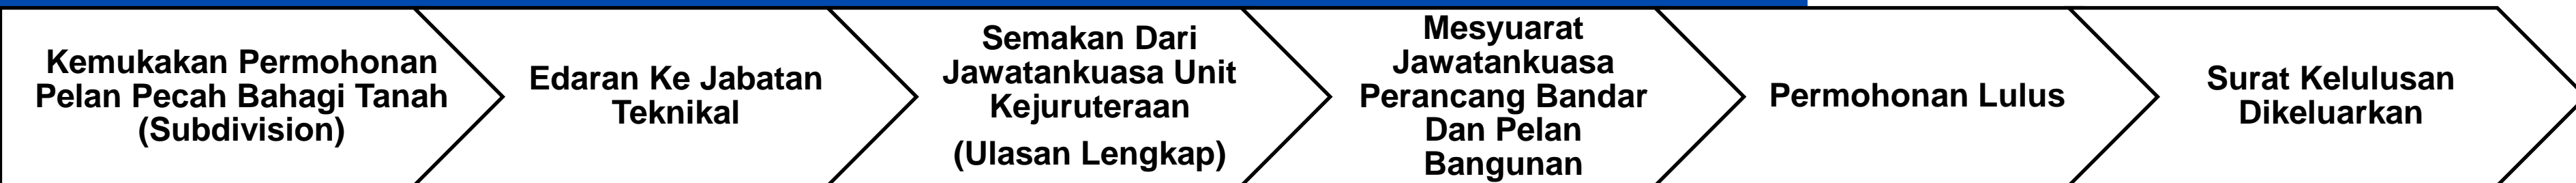 Kemukakan Permohonan
Pelan Pecah Bahagi Tanah
(Subdivision)
Edaran Ke Jabatan
Teknikal
Semakan Dari
Jawatankuasa Unit
Kejuruteraan
(Ulasan Lengkap)
Mesyuarat
Jawatankuasa
Perancang Bandar
Dan Pelan
Bangunan
Permohonan Lulus
Surat Kelulusan
Dikeluarkan